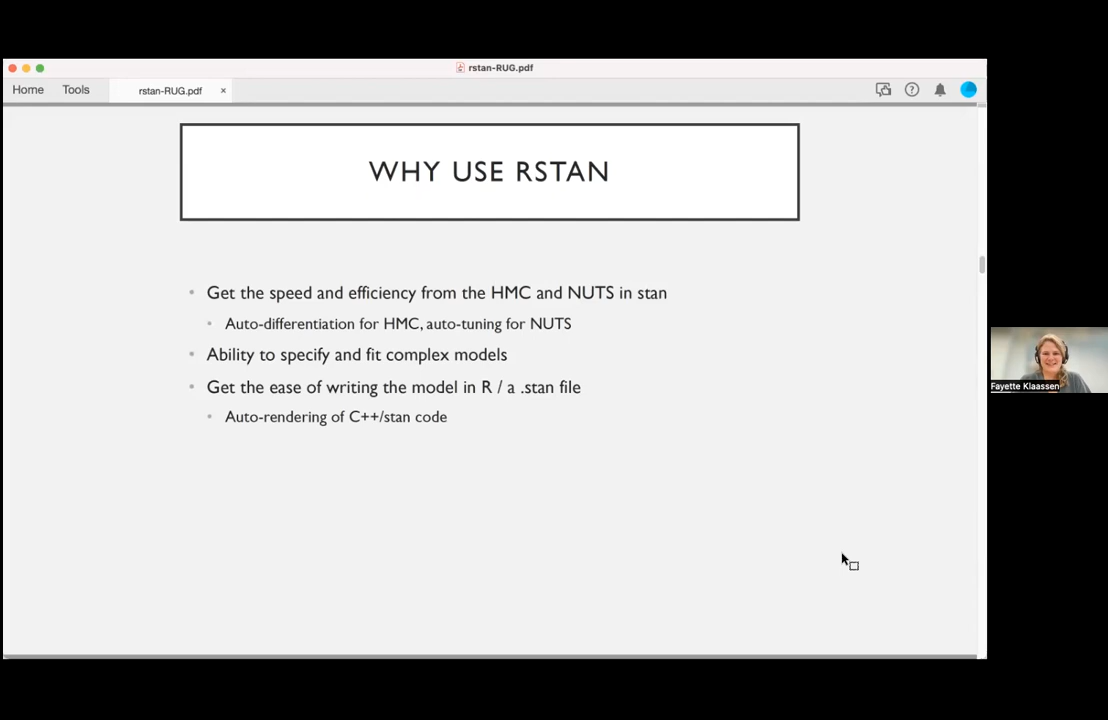 rstan-RUG.pdf
Home Tools rstan-RUG.pdf ×
WHY USE RSTAN
• Get the speed and efficiency from the HMC and NUTS in stan
• Auto-differentiation for HMC, auto-tuning for NUTS
• Ability to specify and fit complex models
• Get the ease of writing the model in R / a .stan file
• Auto-rendering of C++/stan code
Fayette Klaassen